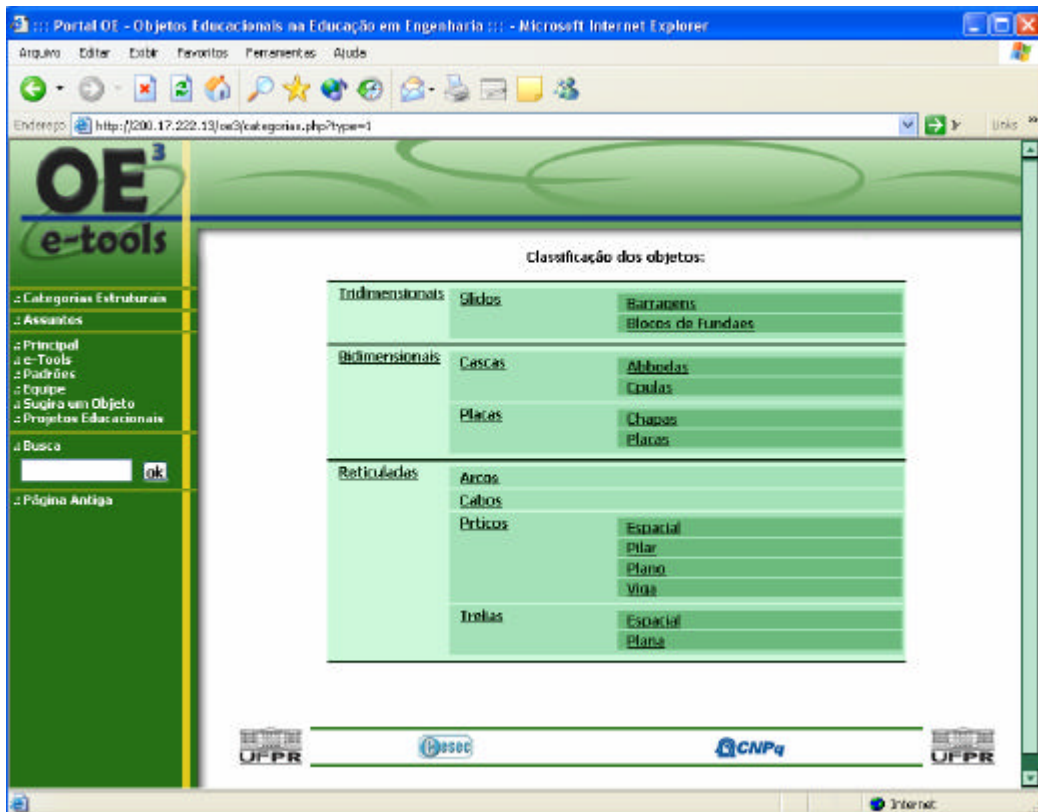 ::: Portal OE - Objetos Educacionais na Educação em Engenharia ::: - Microsoft Internet Explorer
Arquivo Editar Exibir Favoritos Ferramentas Ajuda
Endereço http://200.17.222.13/oe3/categorias.php?type=1 Links
OE3
e-tools
Classificação dos objetos:
.: Categorias Estruturais
.: Assuntos
.: Principal
.: e-Tools
.: Padrões
.: Equipe
.: Sugira um Objeto
.: Projetos Educacionais
.: Busca
ok
.: Página Antiga
Tridimensionais Slidos Barragens
Blocos de Fundaes
Bidimensionais Cascas Abbodas
Cpulas
Placas Chapas
Placas
Reticuladas Arcos
Cabos
Prticos Espacial
Pilar
Plano
Viga
Trelias Espacial
Plana
UFPR cesec CNPq UFPR
Internet